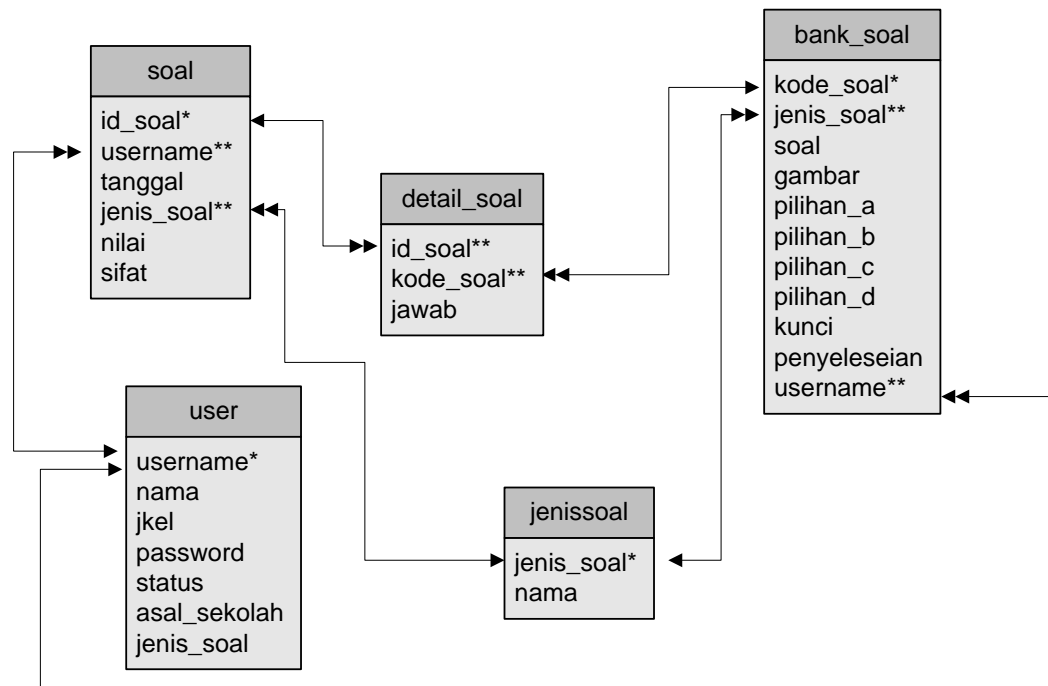 soal
id_soal*
username**
tanggal
jenis_soal**
nilai
sifat
detail_soal
id_soal**
kode_soal**
jawab
bank_soal
kode_soal*
jenis_soal**
soal
gambar
pilihan_a
pilihan_b
pilihan_c
pilihan_d
kunci
penyeleseian
username**
user
username*
nama
jkel
password
status
asal_sekolah
jenis_soal
jenissoal
jenis_soal*
nama